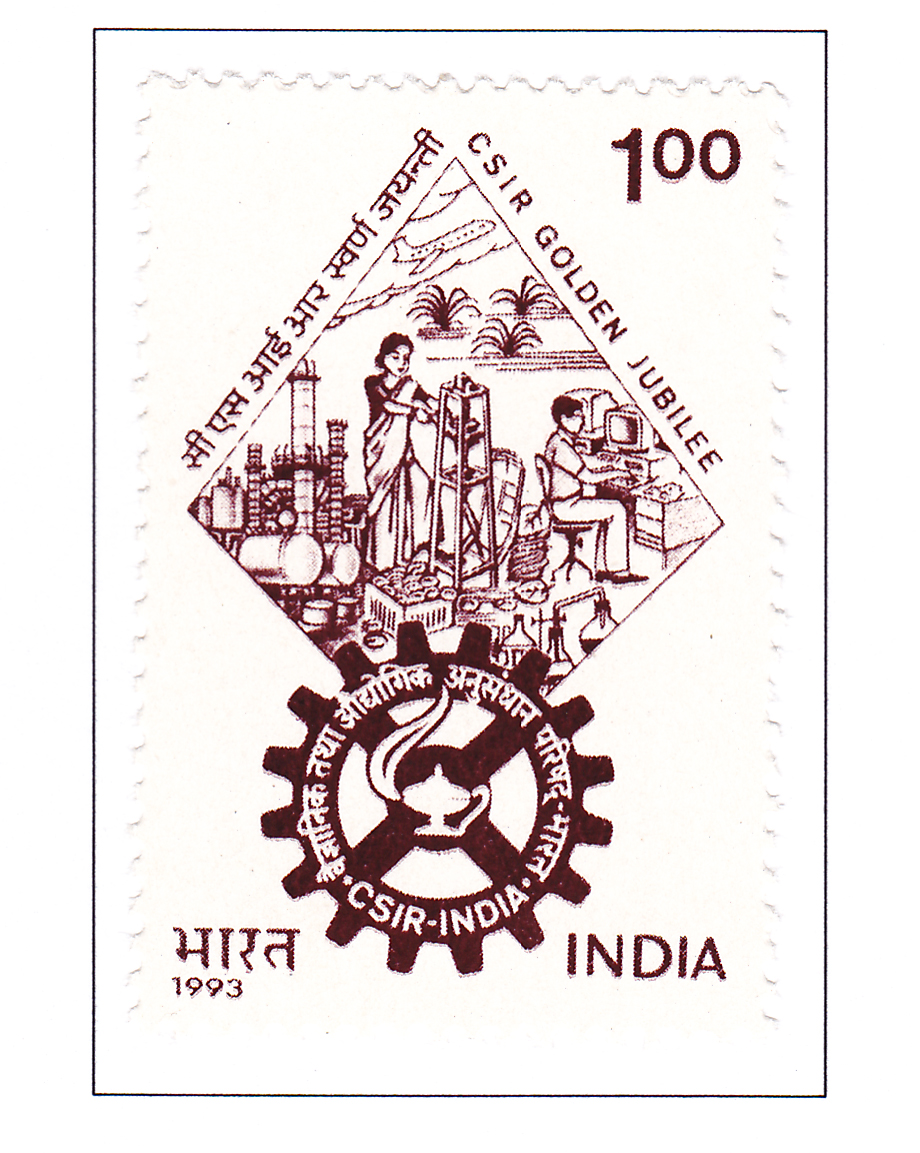 सी एस आई आर स्वर्ण जयन्ती
CSIR GOLDEN JUBILEE
1.00
वैज्ञानिक तथा औद्योगिक अनुसंधान परिषद - भारत
• CSIR-INDIA •
भारत
1993
INDIA